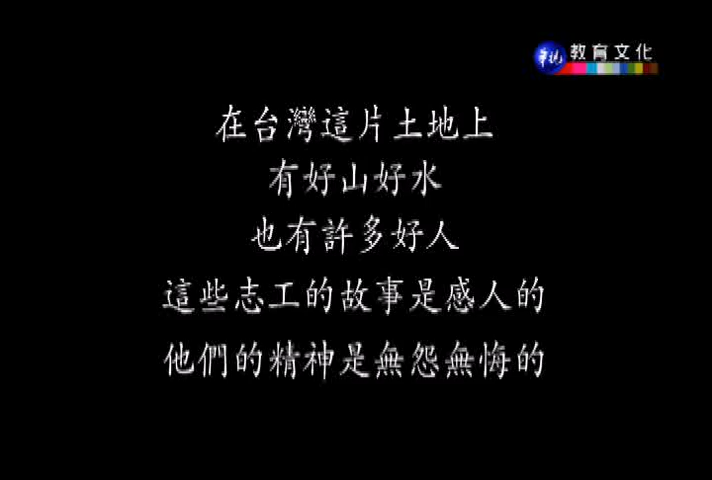 華視 教育文化
在台灣這片土地上
有好山好水
也有許多好人
這些志工的故事是感人的
他們的精神是無怨無悔的